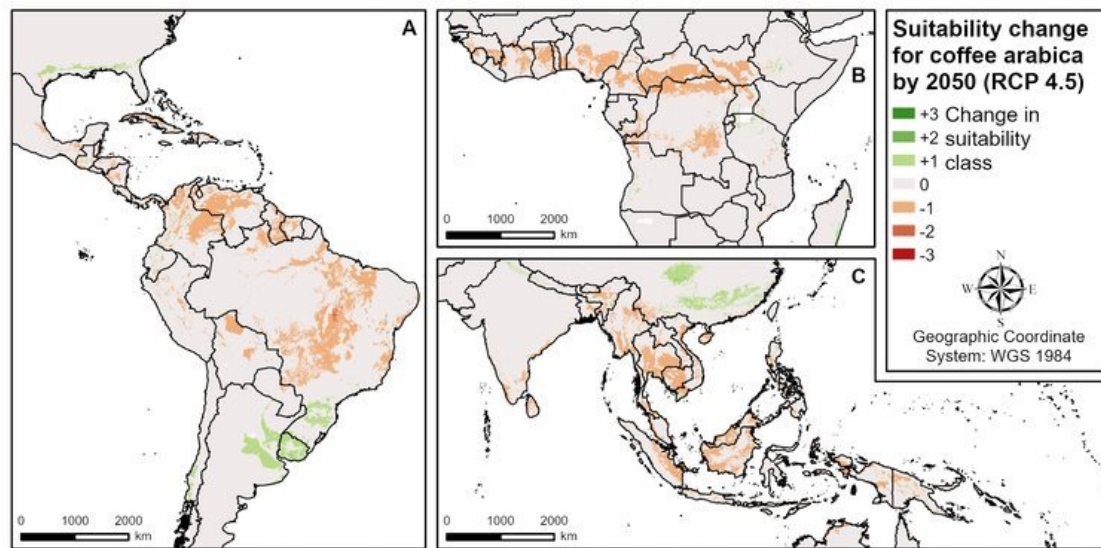 A
0 1000 2000
km
B
0 1000 2000
km
C
0 1000 2000
km
Suitability change
for coffee arabica
by 2050 (RCP 4.5)
+3 Change in
+2 suitability
+1 class
0
-1
-2
-3
N
W E
S
Geographic Coordinate
System: WGS 1984